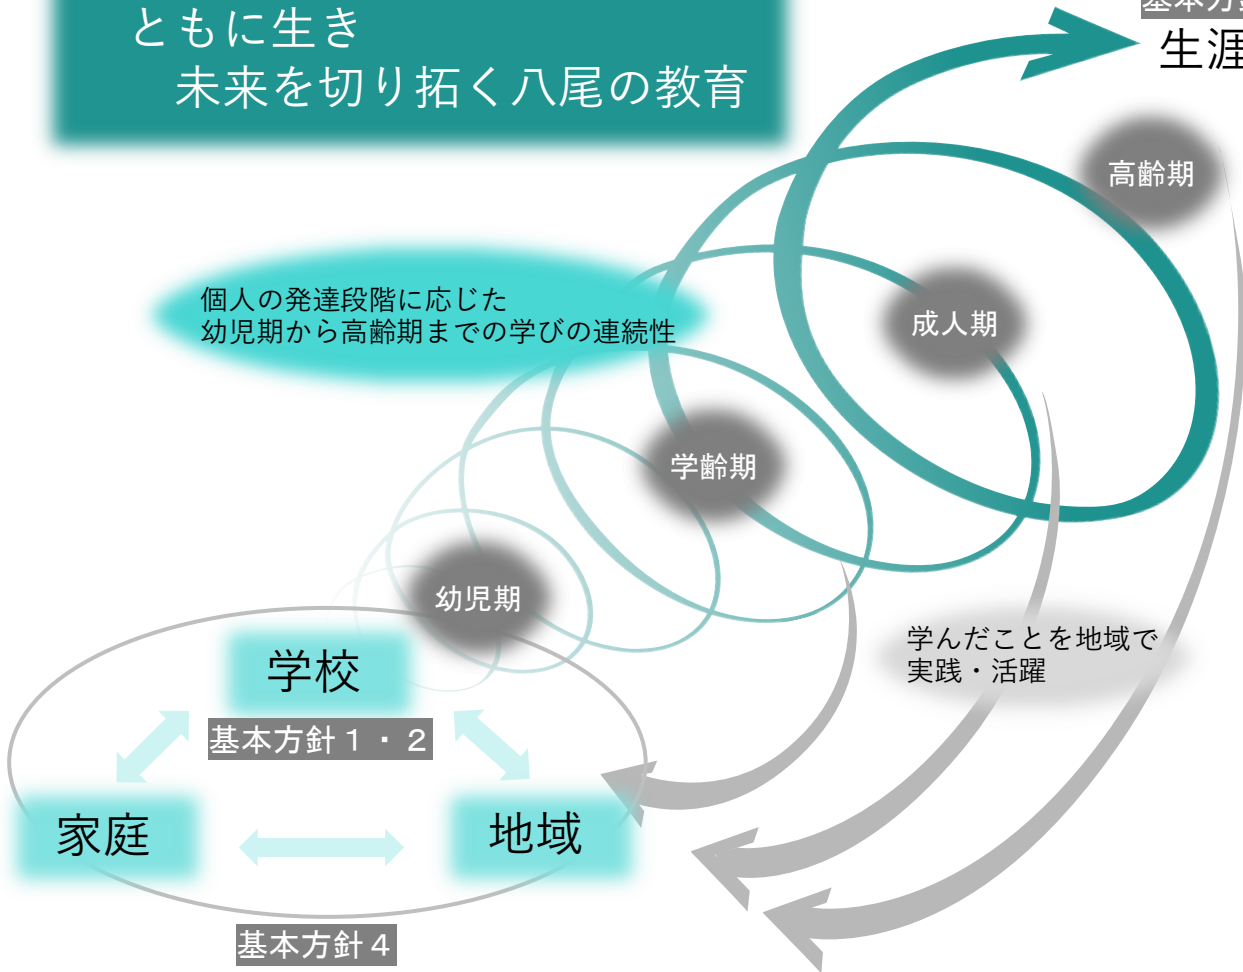 ともに生き
未来を切り拓く八尾の教育
生涯
高齢期
成人期
個人の発達段階に応じた
幼児期から高齢期までの学びの連続性
学齢期
幼児期
学んだことを地域で
実践・活躍
学校
基本方針１・２
家庭
地域
基本方針４